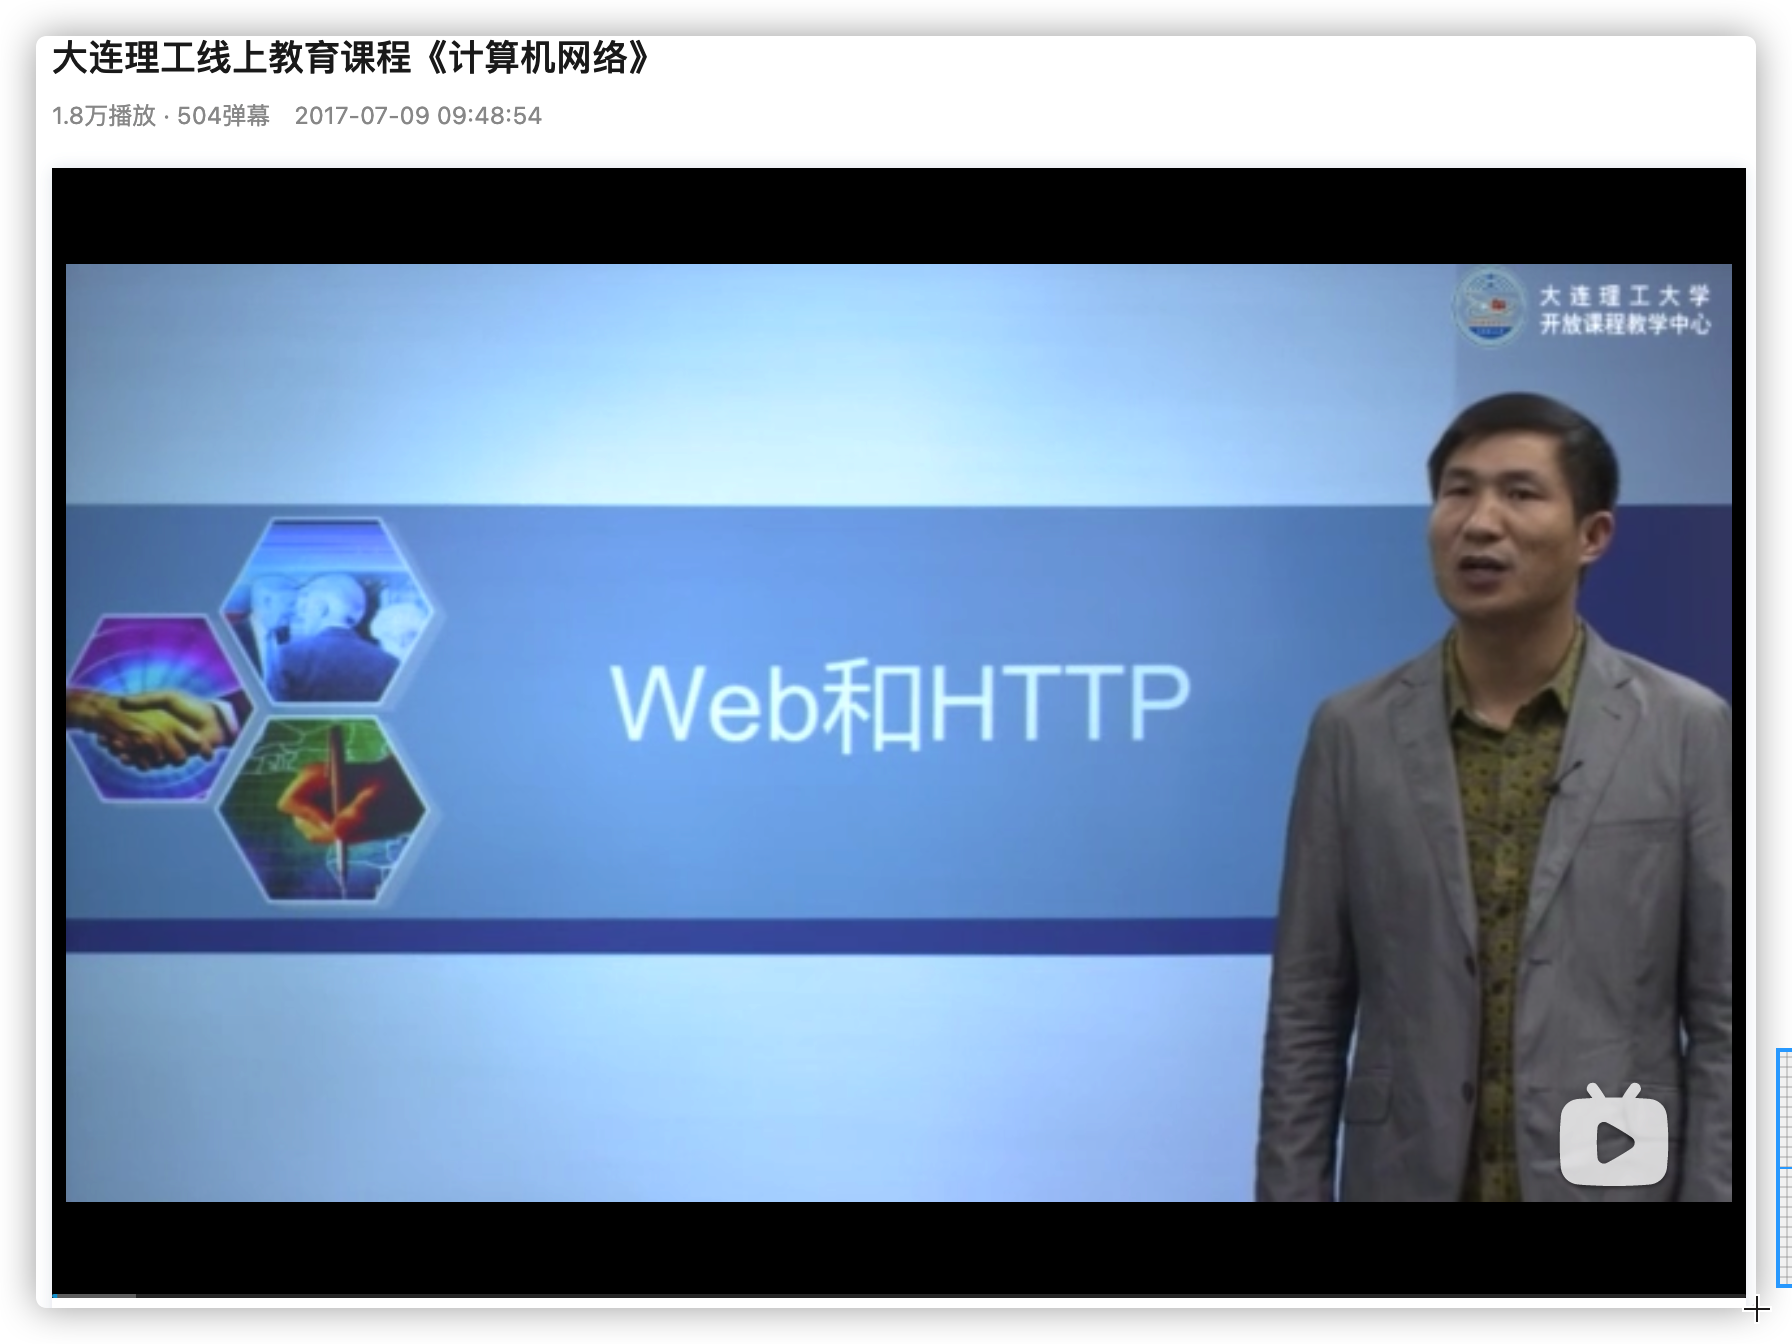 大连理工线上教育课程《计算机网络》
1.8万播放 · 504弹幕 2017-07-09 09:48:54
大连理工大学
开放课程教学中心
Web和HTTP